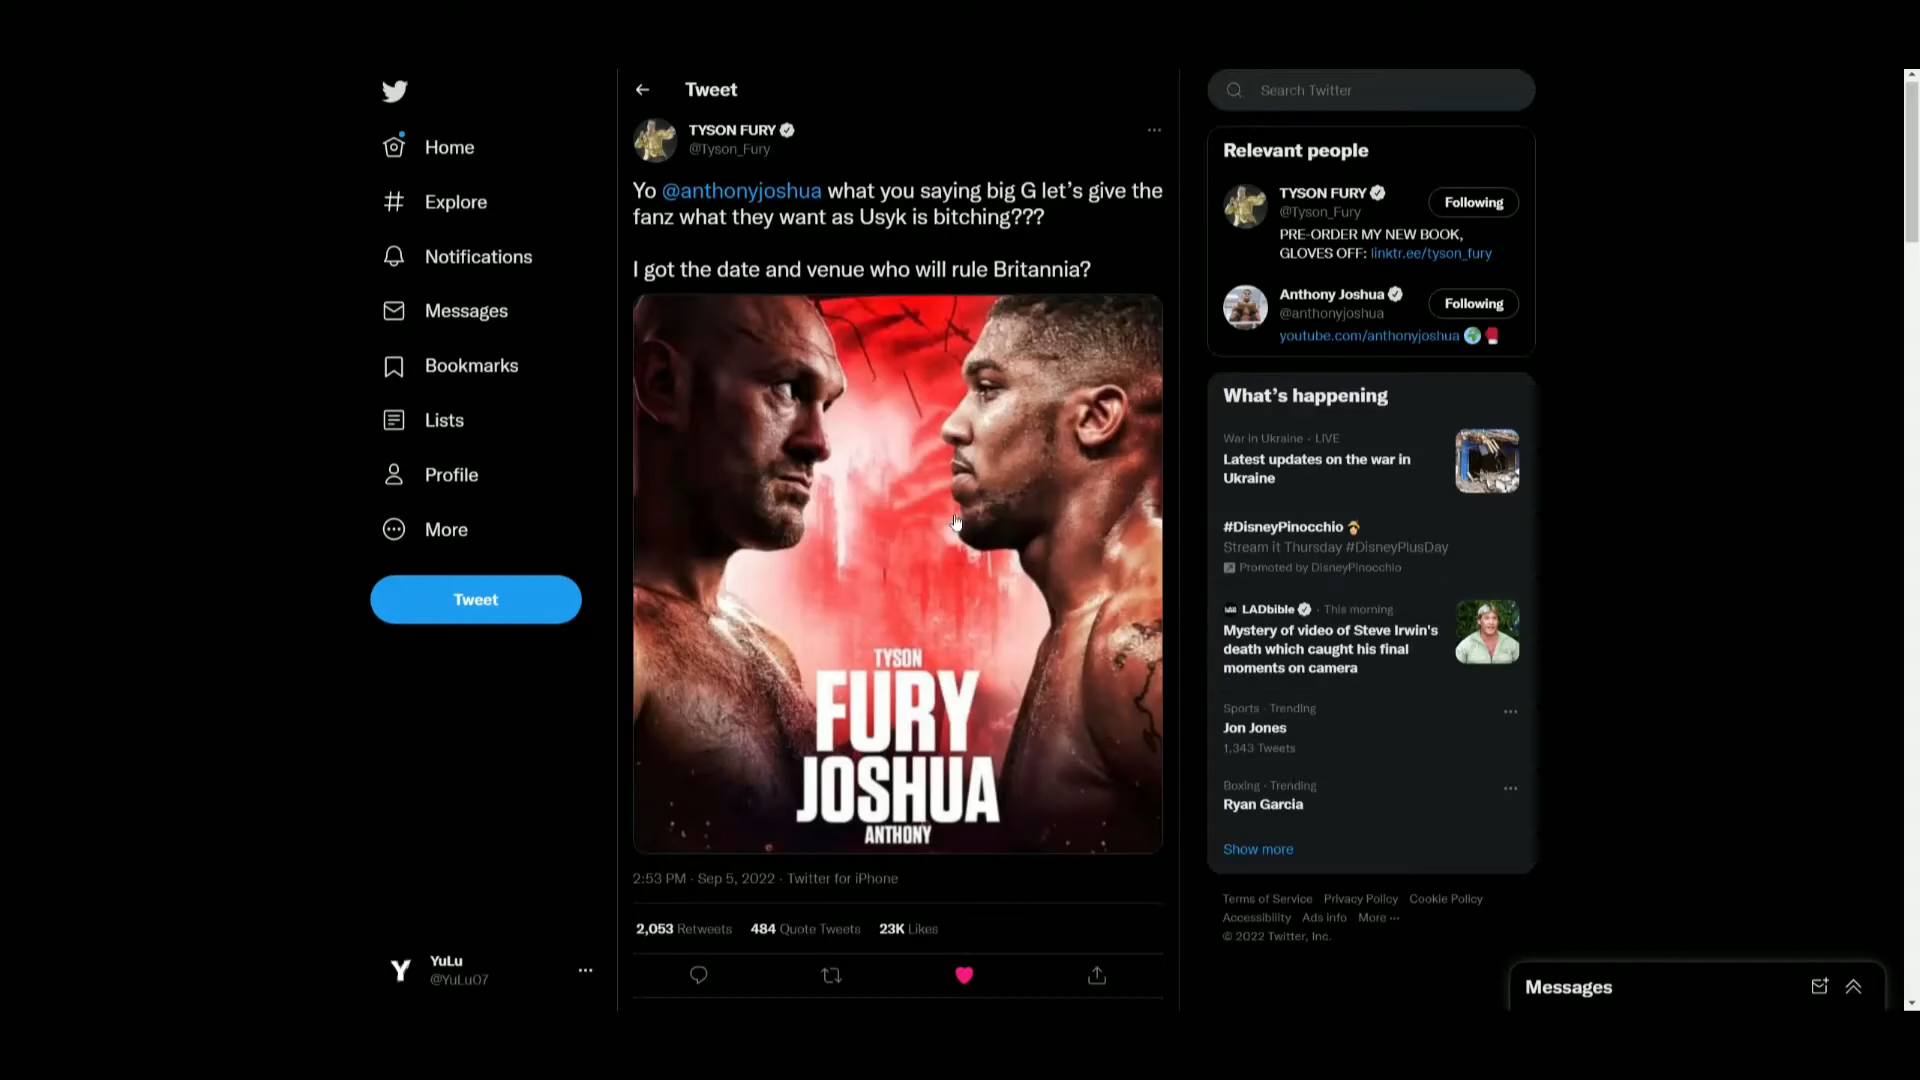 Home
Explore
Notifications
Messages
Bookmarks
Lists
Profile
More
Tweet
YuLu
@YuLu07
Tweet
TYSON FURY
@Tyson_Fury
Yo @anthonyjoshua what you saying big G let's give the
fanz what they want as Usyk is bitching???
I got the date and venue who will rule Britannia?
TYSON
FURY
JOSHUA
ANTHONY
2:53 PM · Sep 5, 2022 · Twitter for iPhone
2,053 Retweets 484 Quote Tweets 23K Likes
Search Twitter
Relevant people
TYSON FURY
@Tyson_Fury
Following
PRE-ORDER MY NEW BOOK,
GLOVES OFF: linktr.ee/tyson_fury
Anthony Joshua
@anthonyjoshua
Following
youtube.com/anthonyjoshua
What's happening
War in Ukraine · LIVE
Latest updates on the war in
Ukraine
#DisneyPinocchio
Stream it Thursday #DisneyPlusDay
Promoted by DisneyPinocchio
LADbible · This morning
Mystery of video of Steve Irwin's
death which caught his final
moments on camera
Sports · Trending
Jon Jones
1,343 Tweets
Boxing · Trending
Ryan Garcia
Show more
Terms of Service Privacy Policy Cookie Policy
Accessibility Ads info More ···
© 2022 Twitter, Inc.
Messages